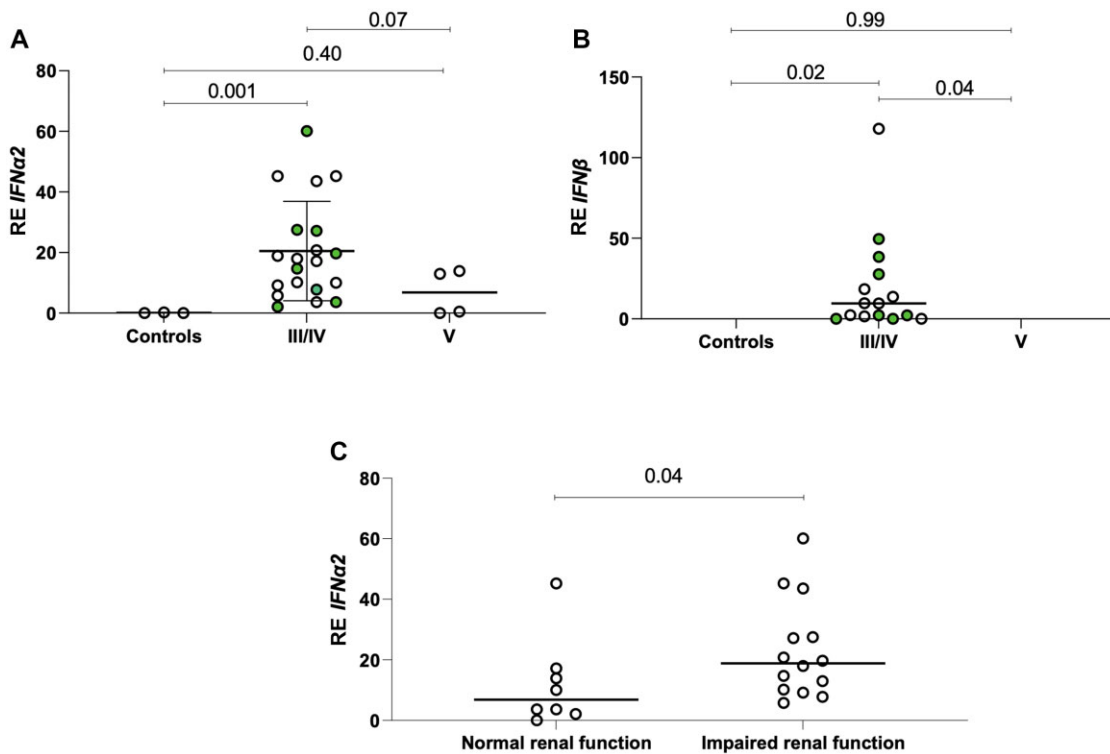 A
0.07
0.40
0.001
80
60
40
20
0
RE IFNα2
Controls
III/IV
V
B
0.99
0.02
0.04
150
100
50
0
RE IFNβ
Controls
III/IV
V
C
0.04
80
60
40
20
0
RE IFNα2
Normal renal function
Impaired renal function